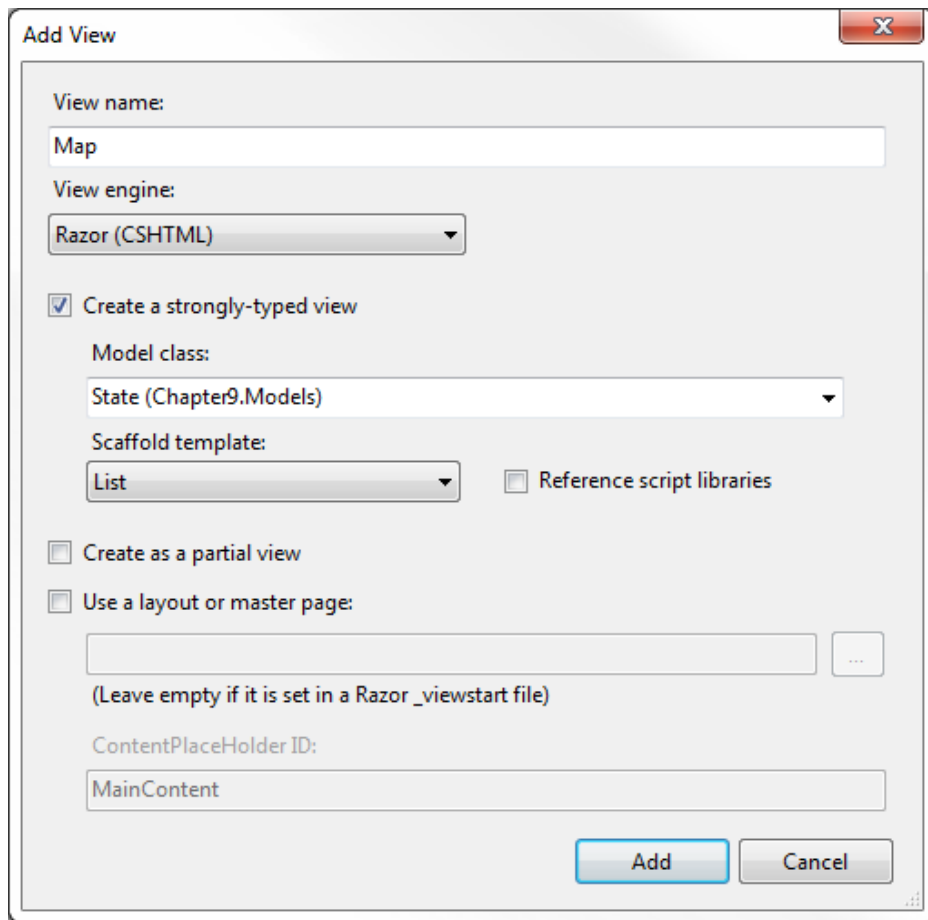 Add View
View name:
Map
View engine:
Razor (CSHTML)
Create a strongly-typed view
Model class:
State (Chapter9.Models)
Scaffold template:
List
Reference script libraries
Create as a partial view
Use a layout or master page:
...
(Leave empty if it is set in a Razor _viewstart file)
ContentPlaceHolder ID:
MainContent
Add
Cancel